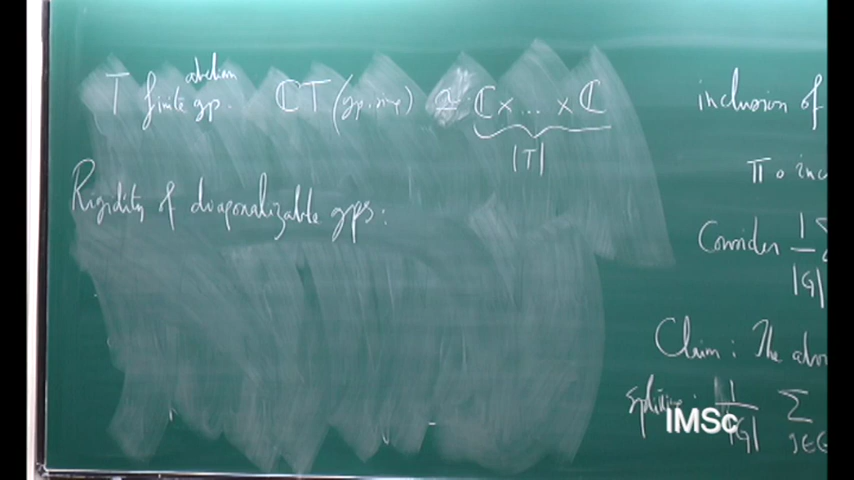 T finite abelian gp. ℂT (gp. ring) ≅ ℂ × ... × ℂ
|T|
Rigidity of diagonalizable gps:
inclusion of
π ∘ inc
Consider 1/|G| Σ
Claim: The abov
splitting: 1/|G| Σ g∈G
IMSc